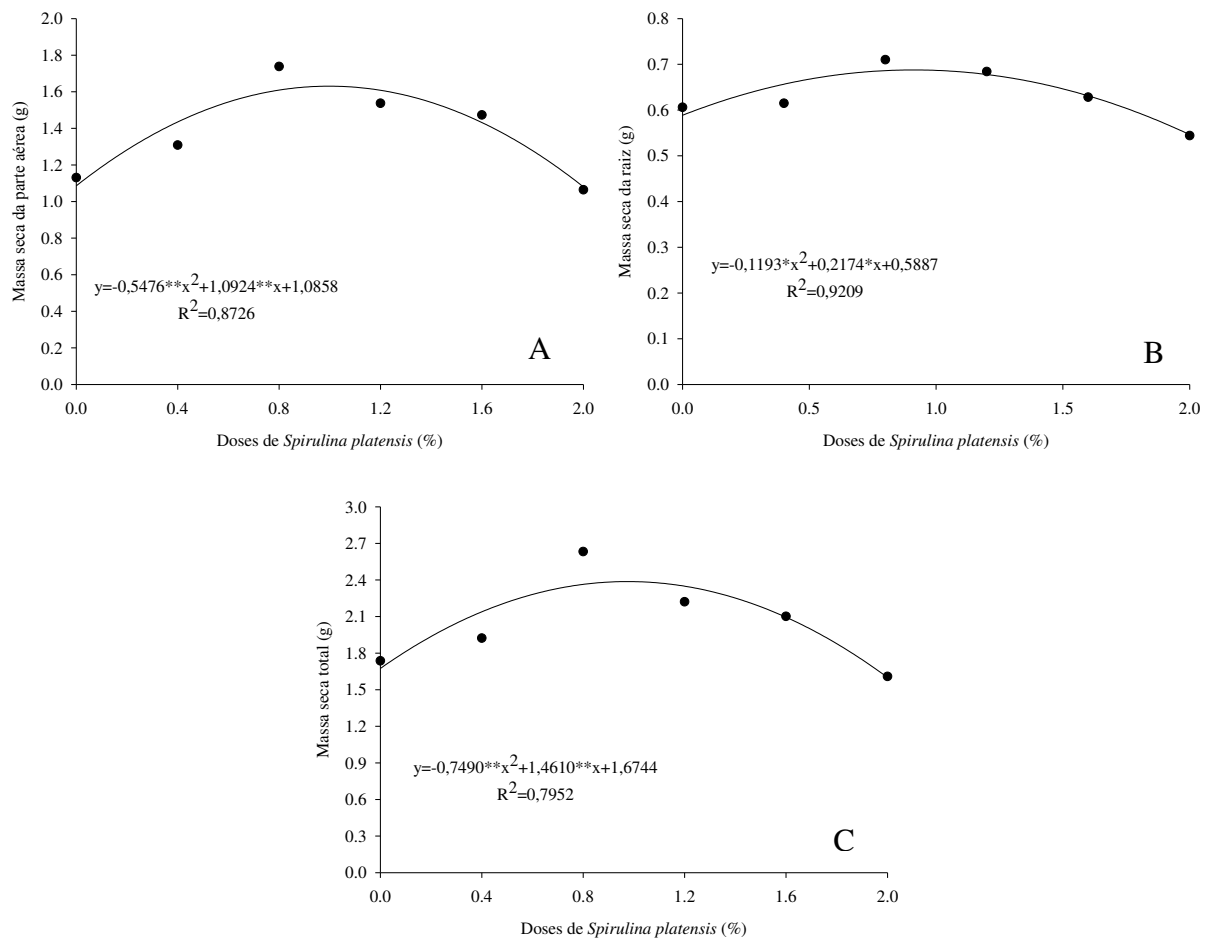 Massa seca da parte aérea (g)
2.0
1.8
1.6
1.4
1.2
1.0
0.8
0.6
0.4
0.2
0.0
y=-0,5476**x²+1,0924**x+1,0858
R²=0,8726
A
0.0 0.4 0.8 1.2 1.6 2.0
Doses de Spirulina platensis (%)
Massa seca da raiz (g)
0.8
0.7
0.6
0.5
0.4
0.3
0.2
0.1
0.0
y=-0,1193*x²+0,2174*x+0,5887
R²=0,9209
B
0.0 0.5 1.0 1.5 2.0
Doses de Spirulina platensis (%)
Massa seca total (g)
3.0
2.7
2.4
2.1
1.8
1.5
1.2
0.9
0.6
0.3
0.0
y=-0,7490**x²+1,4610**x+1,6744
R²=0,7952
C
0.0 0.4 0.8 1.2 1.6 2.0
Doses de Spirulina platensis (%)